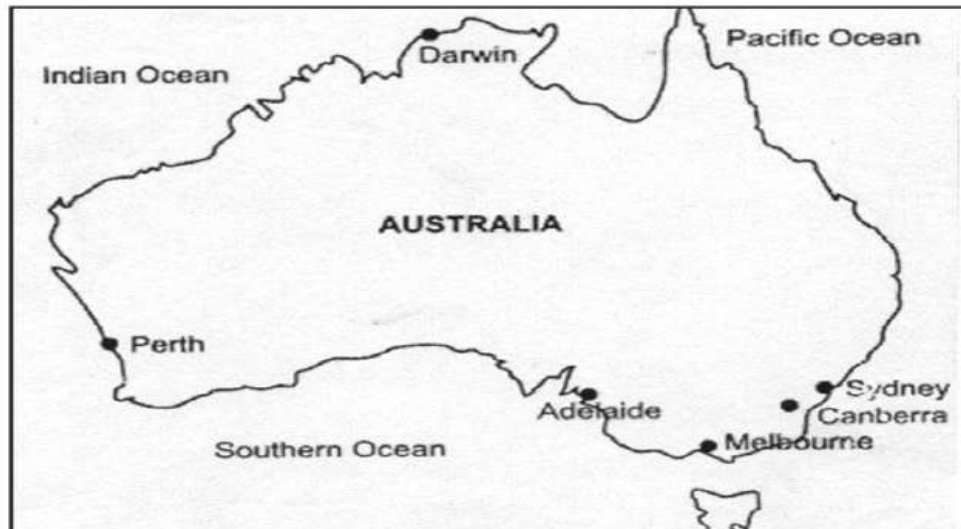 Darwin
Pacific Ocean
Indian Ocean
AUSTRALIA
Perth
Sydney
Adelaide
Canberra
Melbourne
Southern Ocean